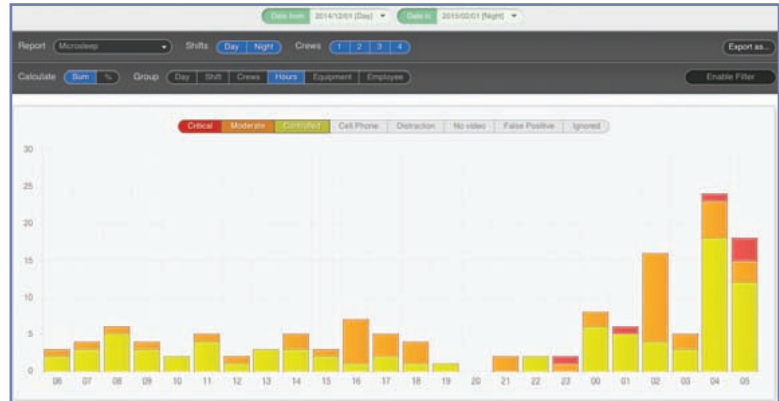 Date from 2014/12/01 [Day] Date to 2015/02/01 [Night]
Report Microsleep Shifts Day Night Crews 1 2 3 4 Export as...
Calculate Sum % Group Day Shift Crews Hours Equipment Employee Enable Filter
Critical Moderate Controlled Cell Phone Distraction No video False Positive Ignored
30
25
20
15
10
5
0
06 07 08 09 10 11 12 13 14 15 16 17 18 19 20 21 22 23 00 01 02 03 04 05